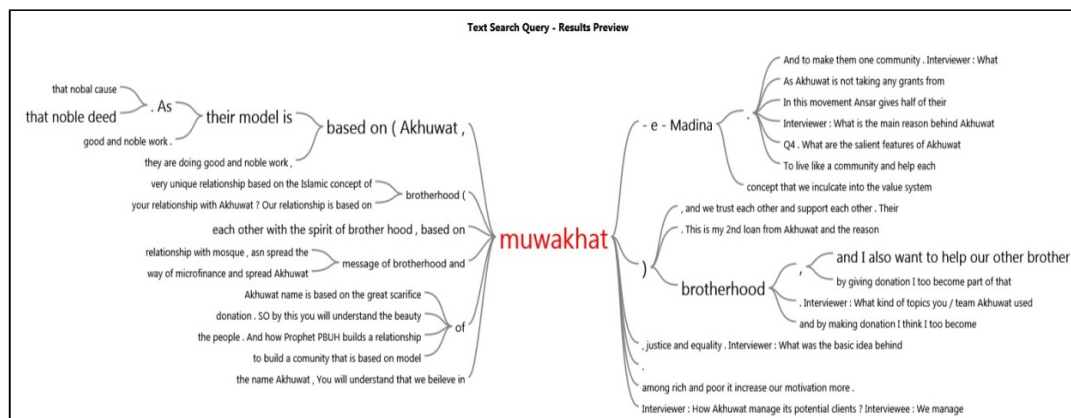 Text Search Query - Results Preview
that nobal cause
that noble deed
. As
good and noble work .
their model is
they are doing good and noble work ,
based on ( Akhuwat ,
very unique relationship based on the Islamic concept of
your relationship with Akhuwat ? Our relationship is based on
brotherhood (
each other with the spirit of brother hood , based on
relationship with mosque , asn spread the
way of microfinance and spread Akhuwat
message of brotherhood and
Akhuwat name is based on the great scarifice
donation . SO by this you will understand the beauty
the people . And how Prophet PBUH builds a relationship
to build a comunity that is based on model
of
the name Akhuwat , You will understand that we beileve in
muwakhat
- e - Madina
.
And to make them one community . Interviewer : What
As Akhuwat is not taking any grants from
In this movement Ansar gives half of their
Interviewer : What is the main reason behind Akhuwat
Q4 . What are the salient features of Akhuwat
To live like a community and help each
concept that we inculcate into the value system
)
, and we trust each other and support each other . Their
. This is my 2nd loan from Akhuwat and the reason
brotherhood
,
and I also want to help our other brother
by giving donation I too become part of that
. Interviewer : What kind of topics you / team Akhuwat used
and by making donation I think I too become
, justice and equality . Interviewer : What was the basic idea behind
.
among rich and poor it increase our motivation more .
Interviewer : How Akhuwat manage its potential clients ? Interviewee : We manage